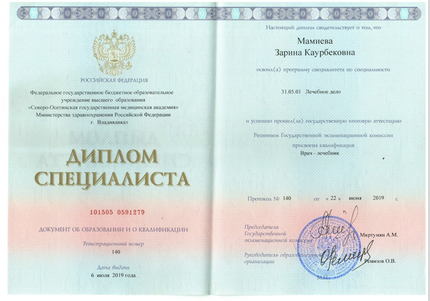 РОССИЙСКАЯ ФЕДЕРАЦИЯ
Федеральное государственное бюджетное образовательное
учреждение высшего образования
«Северо-Осетинская государственная медицинская академия»
Министерства здравоохранения Российской Федерации
г. Владикавказ
ДИПЛОМ
СПЕЦИАЛИСТА
101505 0591279
ДОКУМЕНТ ОБ ОБРАЗОВАНИИ И О КВАЛИФИКАЦИИ
Регистрационный номер
140
Дата выдачи
6 июля 2019 года
Настоящий диплом свидетельствует о том, что
Мамиева
Зарина Каурбековна
освоил(а) программу специалитета по специальности
31.05.01 Лечебное дело
и успешно прошёл(ла) государственную итоговую аттестацию
Решением Государственной экзаменационной комиссии
присвоена квалификация
Врач - лечебник
Протокол № 140 от « 22 » июня 2019 г.
Председатель
Государственной
экзаменационной комиссии
Мкртумян А.М.
Руководитель
организации
Ремизов О.В.